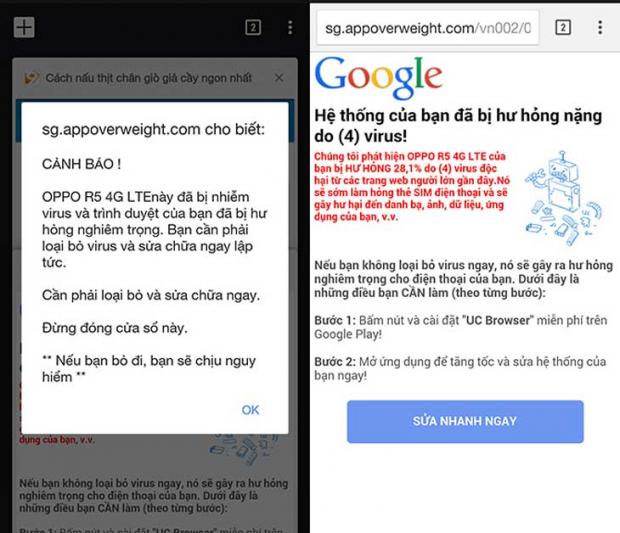 2
Cách nấu thịt chân giò giả cầy ngon nhất
sg.appoverweight.com cho biết:
CẢNH BÁO !
OPPO R5 4G LTEnày đã bị nhiễm
virus và trình duyệt của bạn đã bị hư
hỏng nghiêm trọng. Bạn cần phải
loại bỏ virus và sửa chữa ngay lập
tức.
Cần phải loại bỏ và sửa chữa ngay.
Đừng đóng cửa sổ này.
** Nếu bạn bỏ đi, bạn sẽ chịu nguy
hiểm **
OK
dụng của bạn, v.v.
Nếu bạn không loại bỏ virus ngay, nó sẽ gây ra hư hỏng
nghiêm trọng cho điện thoại của bạn. Dưới đây là
những điều bạn CẦN làm (theo từng bước):
Bước 1: Bấm nút và cài đặt "UC Browser" miễn phí trên
sg.appoverweight.com/vn002/0
2
Google
Hệ thống của bạn đã bị hư hỏng nặng
do (4) virus!
Chúng tôi phát hiện OPPO R5 4G LTE của
bạn bị HƯ HỎNG 28,1% do (4) virus độc
hại từ các trang web người lớn gần đây.Nó
sẽ sớm làm hỏng thẻ SIM điện thoại và sẽ
gây hư hại đến danh bạ, ảnh, dữ liệu, ứng
dụng của bạn, v.v.
Nếu bạn không loại bỏ virus ngay, nó sẽ gây ra hư hỏng
nghiêm trọng cho điện thoại của bạn. Dưới đây là
những điều bạn CẦN làm (theo từng bước):
Bước 1: Bấm nút và cài đặt "UC Browser" miễn phí trên
Google Play!
Bước 2: Mở ứng dụng để tăng tốc và sửa hệ thống của
bạn ngay!
SỬA NHANH NGAY